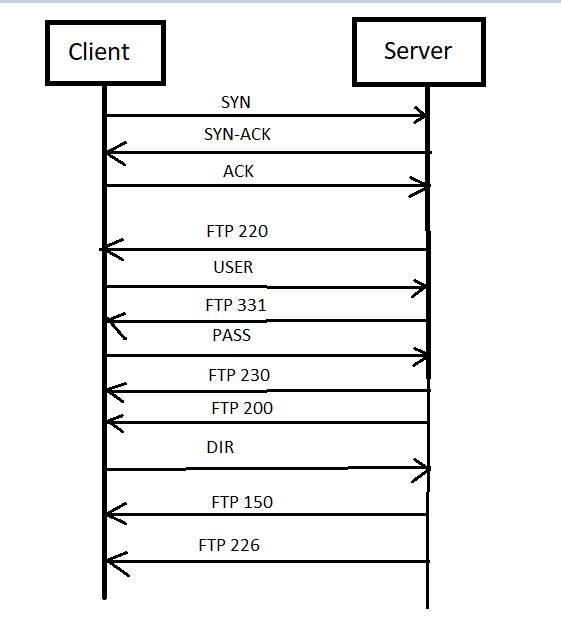 Client
Server
SYN
SYN-ACK
ACK
FTP 220
USER
FTP 331
PASS
FTP 230
FTP 200
DIR
FTP 150
FTP 226